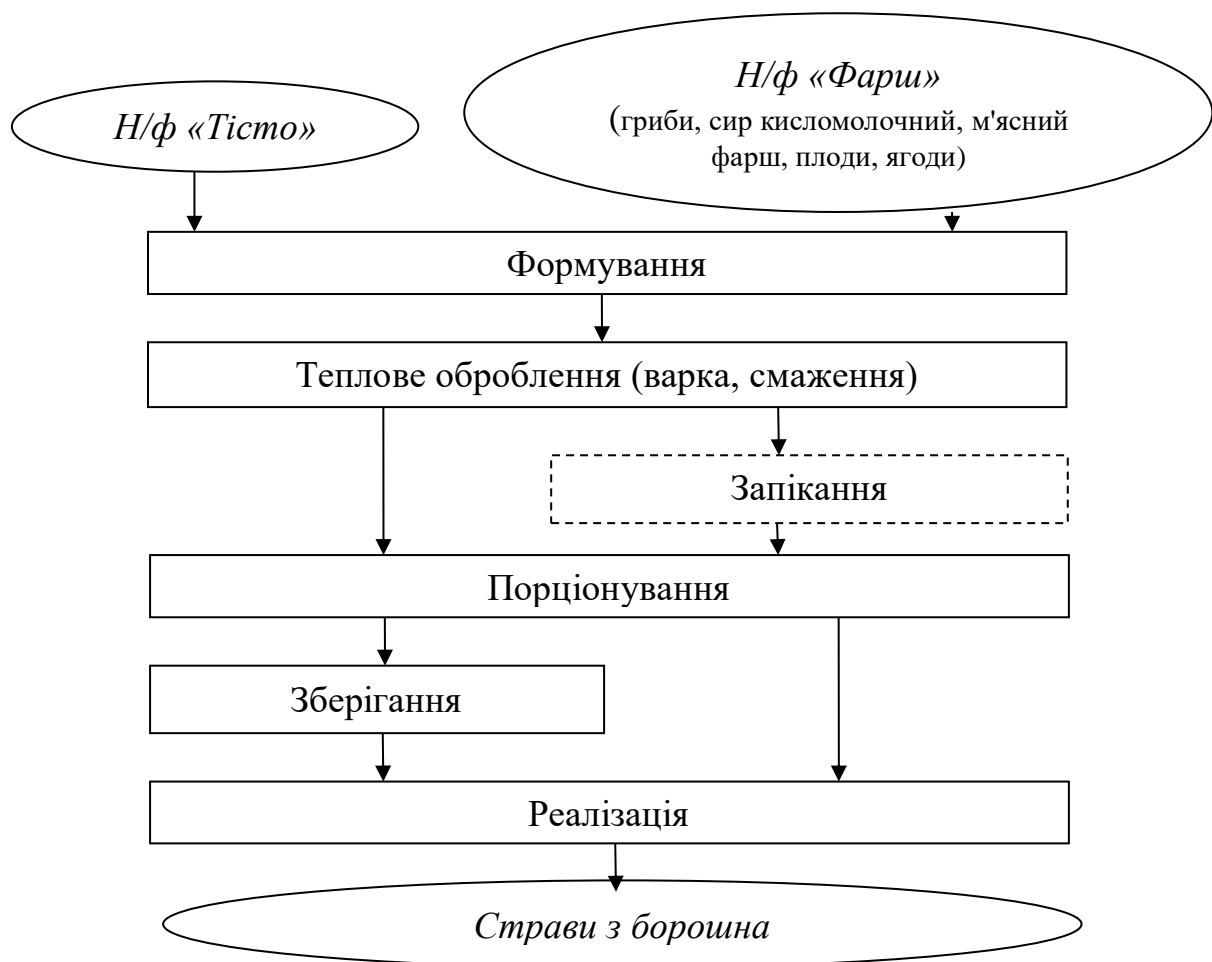 Н/ф «Тісто»
Н/ф «Фарш»
(гриби, сир кисломолочний, м'ясний
фарш, плоди, ягоди)
Формування
Теплове оброблення (варка, смаження)
Запікання
Порціонування
Зберігання
Реалізація
Страви з борошна